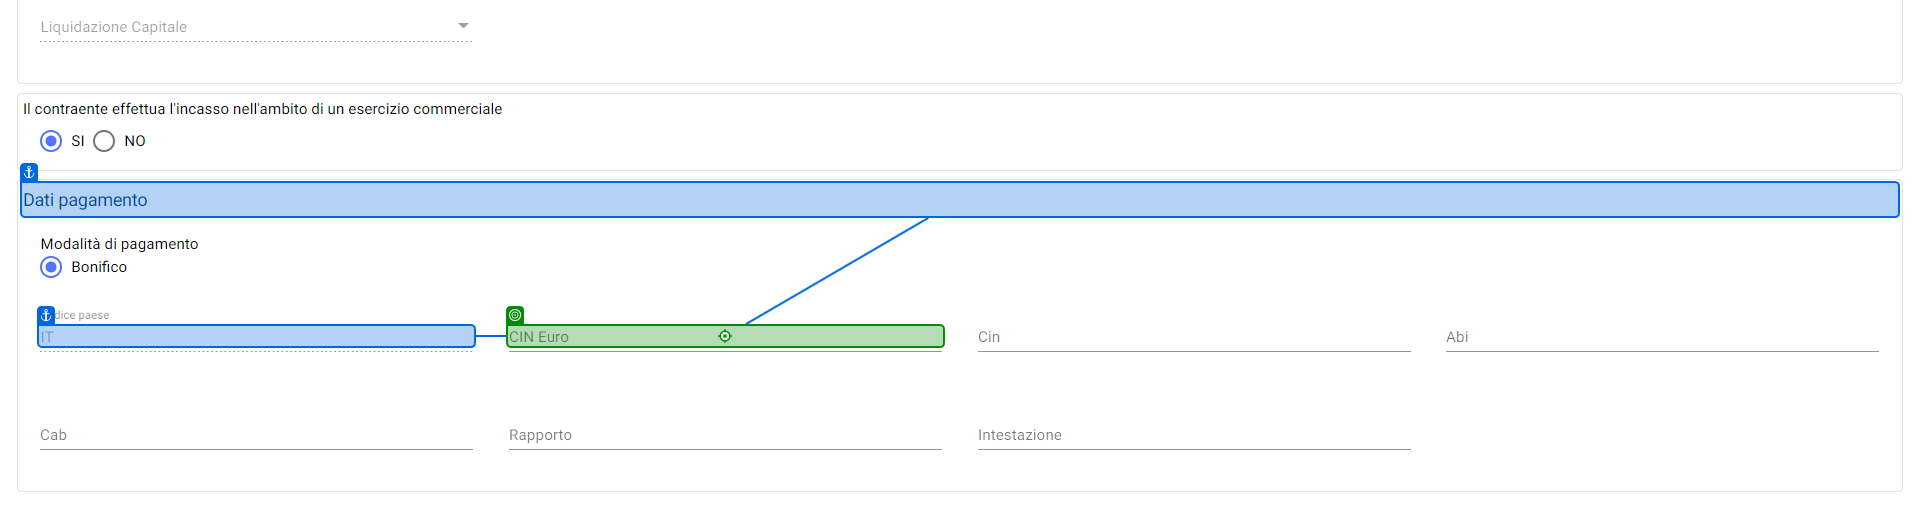 Liquidazione Capitale
Il contraente effettua l'incasso nell'ambito di un esercizio commerciale
SI NO
Dati pagamento
Modalità di pagamento
Bonifico
dice paese
IT CIN Euro Cin Abi
Cab Rapporto Intestazione